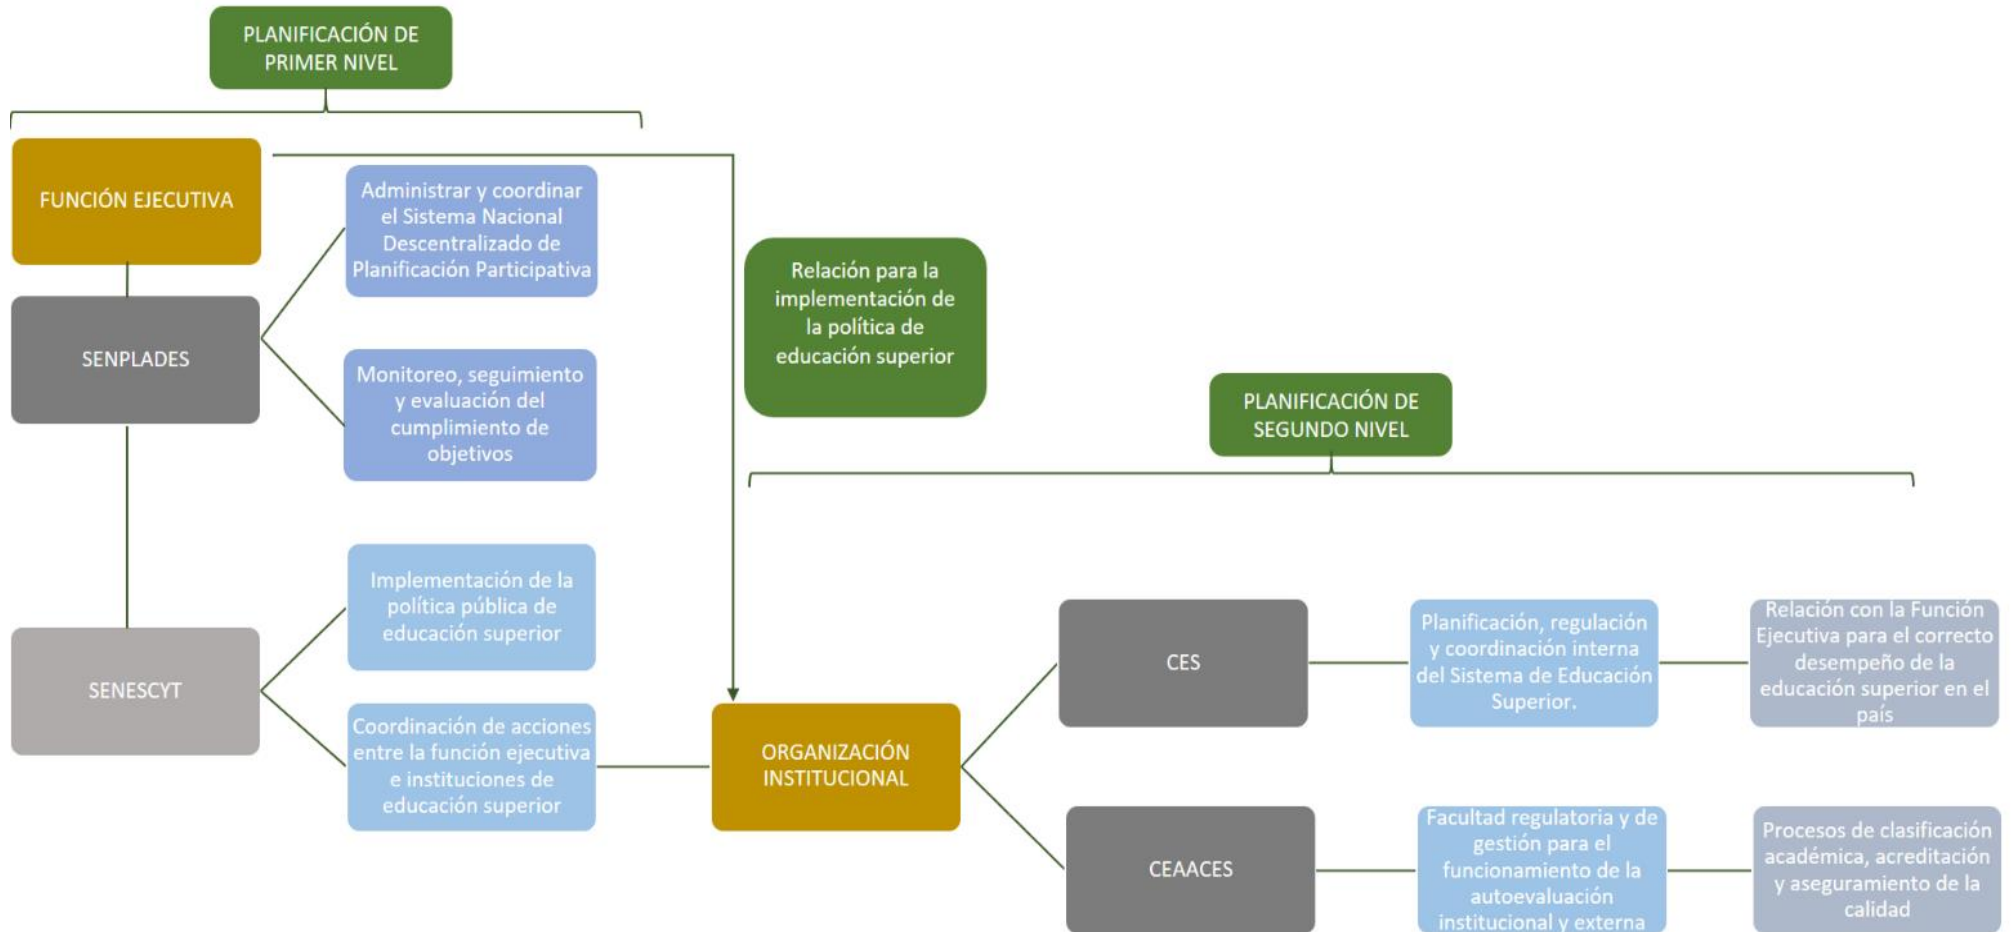 PLANIFICACIÓN DE
PRIMER NIVEL
FUNCIÓN EJECUTIVA
Administrar y coordinar
el Sistema Nacional
Descentralizado de
Planificación Participativa
SENPLADES
Monitoreo, seguimiento
y evaluación del
cumplimiento de
objetivos
Relación para la
implementación de
la política de
educación superior
PLANIFICACIÓN DE
SEGUNDO NIVEL
SENESCYT
Implementación de la
política pública de
educación superior
Coordinación de acciones
entre la función ejecutiva
e instituciones de
educación superior
ORGANIZACIÓN
INSTITUCIONAL
CES
Planificación, regulación
y coordinación interna
del Sistema de Educación
Superior.
Relación con la Función
Ejecutiva para el correcto
desempeño de la
educación superior en el
país
CEAACES
Facultad regulatoria y de
gestión para el
funcionamiento de la
autoevaluación
institucional y externa
Procesos de clasificación
académica, acreditación
y aseguramiento de la
calidad